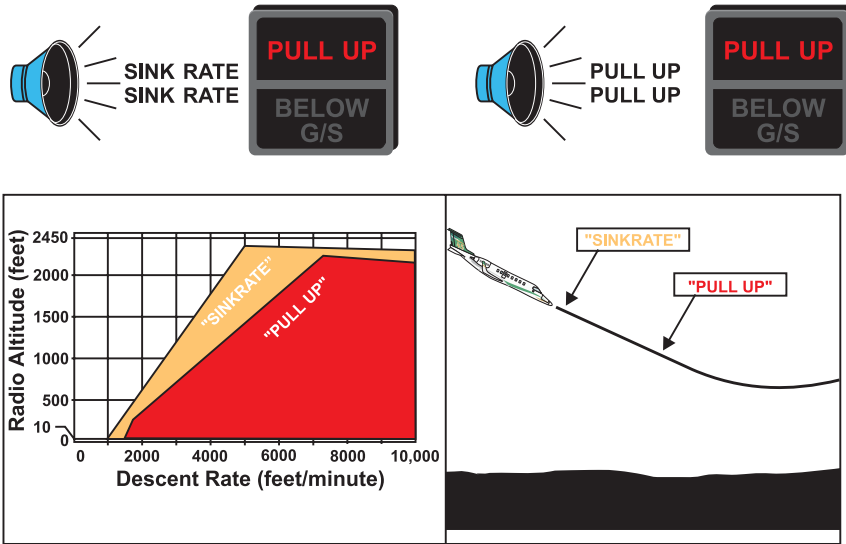 SINK RATE
SINK RATE
PULL UP
BELOW
G/S
PULL UP
PULL UP
PULL UP
BELOW
G/S
Radio Altitude (feet)
2450
2000
1500
1000
500
10
0
"SINKRATE"
"PULL UP"
0 2000 4000 6000 8000 10,000
Descent Rate (feet/minute)
"SINKRATE"
"PULL UP"